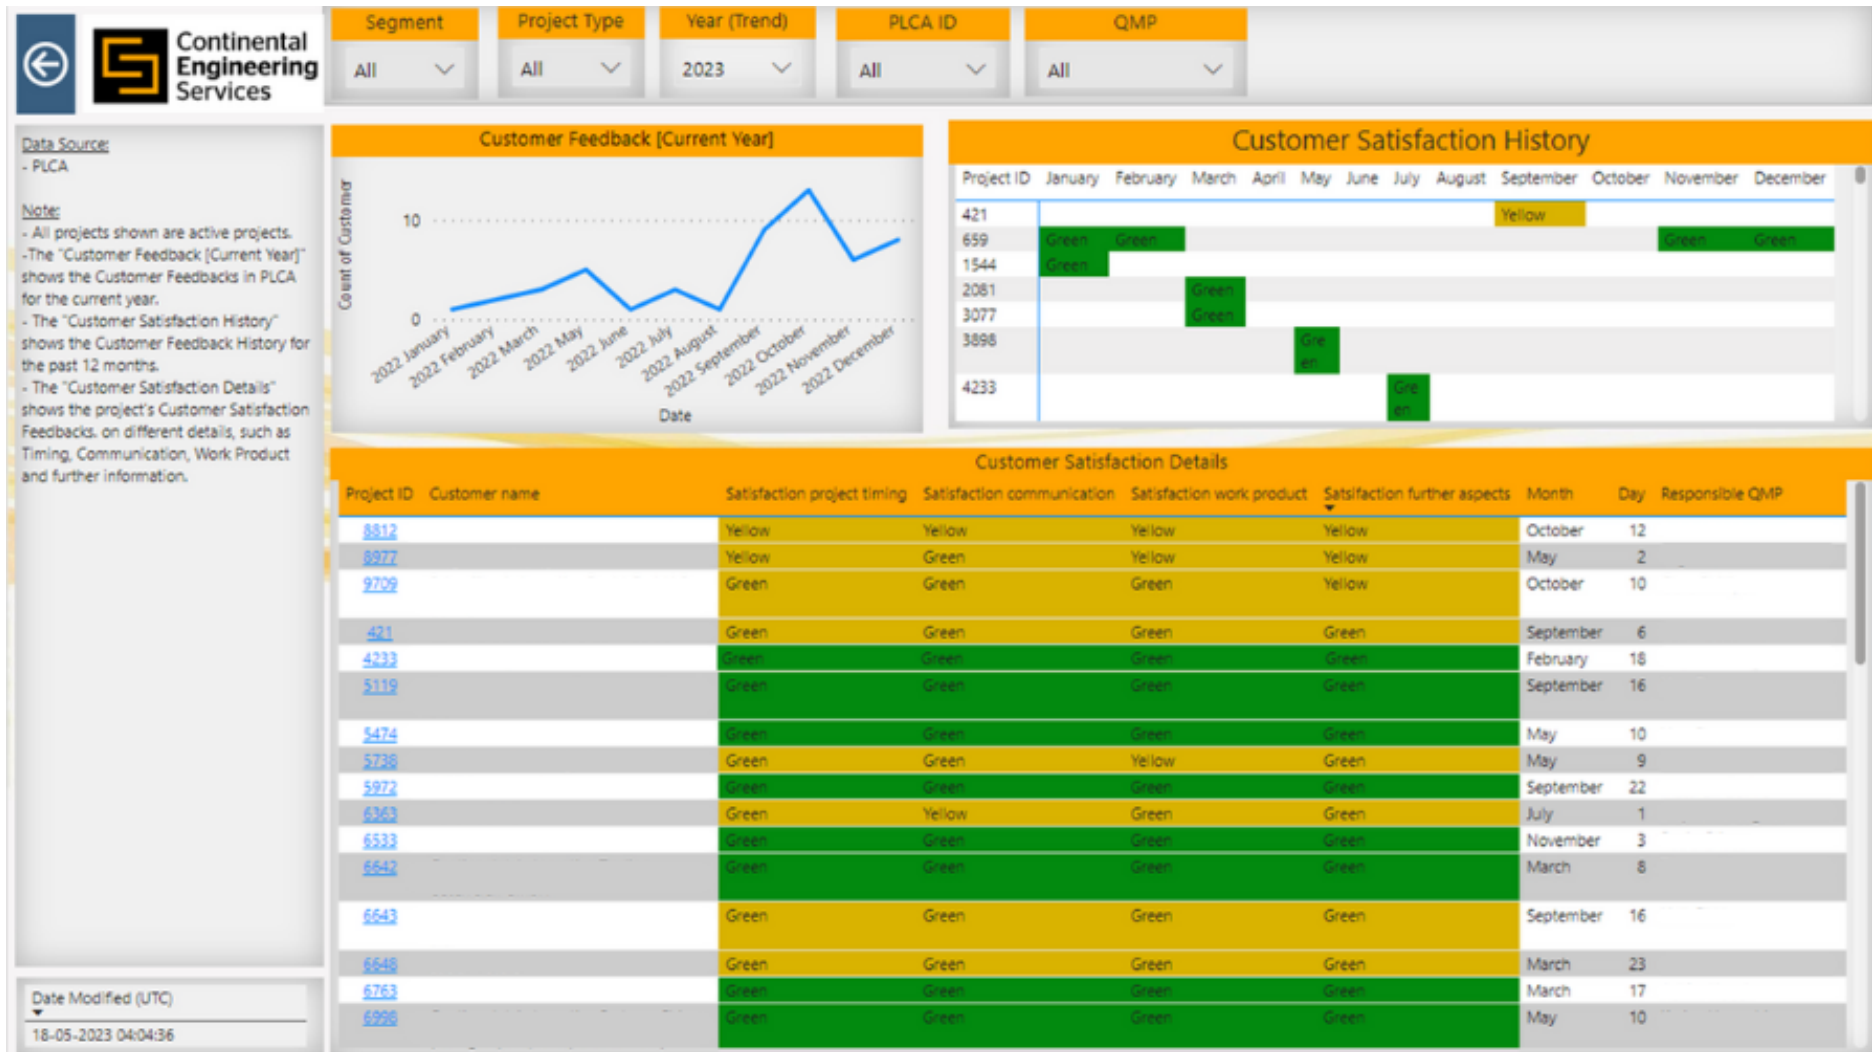 Continental
Engineering
Services
Segment
All
Project Type
All
Year (Trend)
2023
PLCA ID
All
QMP
All
Data Source:
- PLCA
Note:
- All projects shown are active projects.
-The "Customer Feedback [Current Year]"
shows the Customer Feedbacks in PLCA
for the current year.
- The "Customer Satisfaction History"
shows the Customer Feedback History for
the past 12 months.
- The "Customer Satisfaction Details"
shows the project's Customer Satisfaction
Feedbacks. on different details, such as
Timing, Communication, Work Product
and further information.
Date Modified (UTC)
18-05-2023 04:04:36
Customer Feedback [Current Year]
Count of Customer
10
0
2022 January
2022 February
2022 March
2022 May
2022 June
2022 July
2022 August
2022 September
2022 October
2022 November
2022 December
Date
Customer Satisfaction History
Project ID January February March April May June July August September October November December
421 Yellow
659 Green Green Green Green
1544 Green
2081 Green
3077 Green
3898 Gre
en
4233 Gre
en
Customer Satisfaction Details
Project ID Customer name Satisfaction project timing Satisfaction communication Satisfaction work product Satsifaction further aspects Month Day Responsible QMP
8812 Yellow Yellow Yellow Yellow October 12
8977 Yellow Green Yellow Yellow May 2
9709 Green Green Green Yellow October 10
421 Green Green Green Green September 6
4233 Green Green Green Green February 18
5119 Green Green Green Green September 16
5474 Green Green Green Green May 10
5738 Green Green Yellow Green May 9
5972 Green Green Green Green September 22
6363 Green Yellow Green Green July 1
6533 Green Green Green Green November 3
6642 Green Green Green Green March 8
6643 Green Green Green Green September 16
6648 Green Green Green Green March 23
6763 Green Green Green Green March 17
6998 Green Green Green Green May 10